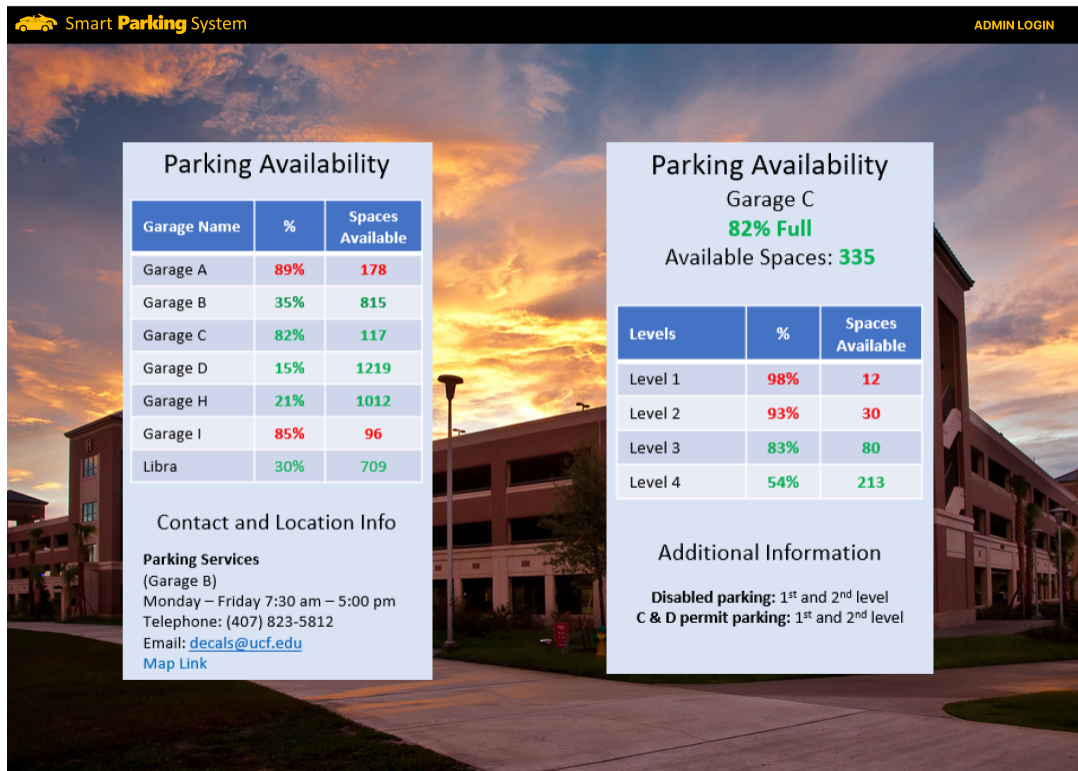 Smart Parking System
ADMIN LOGIN
Parking Availability
Garage Name % Spaces Available
Garage A 89% 178
Garage B 35% 815
Garage C 82% 117
Garage D 15% 1219
Garage H 21% 1012
Garage I 85% 96
Libra 30% 709
Contact and Location Info
Parking Services
(Garage B)
Monday – Friday 7:30 am – 5:00 pm
Telephone: (407) 823-5812
Email: decals@ucf.edu
Map Link
Parking Availability
Garage C
82% Full
Available Spaces: 335
Levels % Spaces Available
Level 1 98% 12
Level 2 93% 30
Level 3 83% 80
Level 4 54% 213
Additional Information
Disabled parking: 1st and 2nd level
C & D permit parking: 1st and 2nd level
H